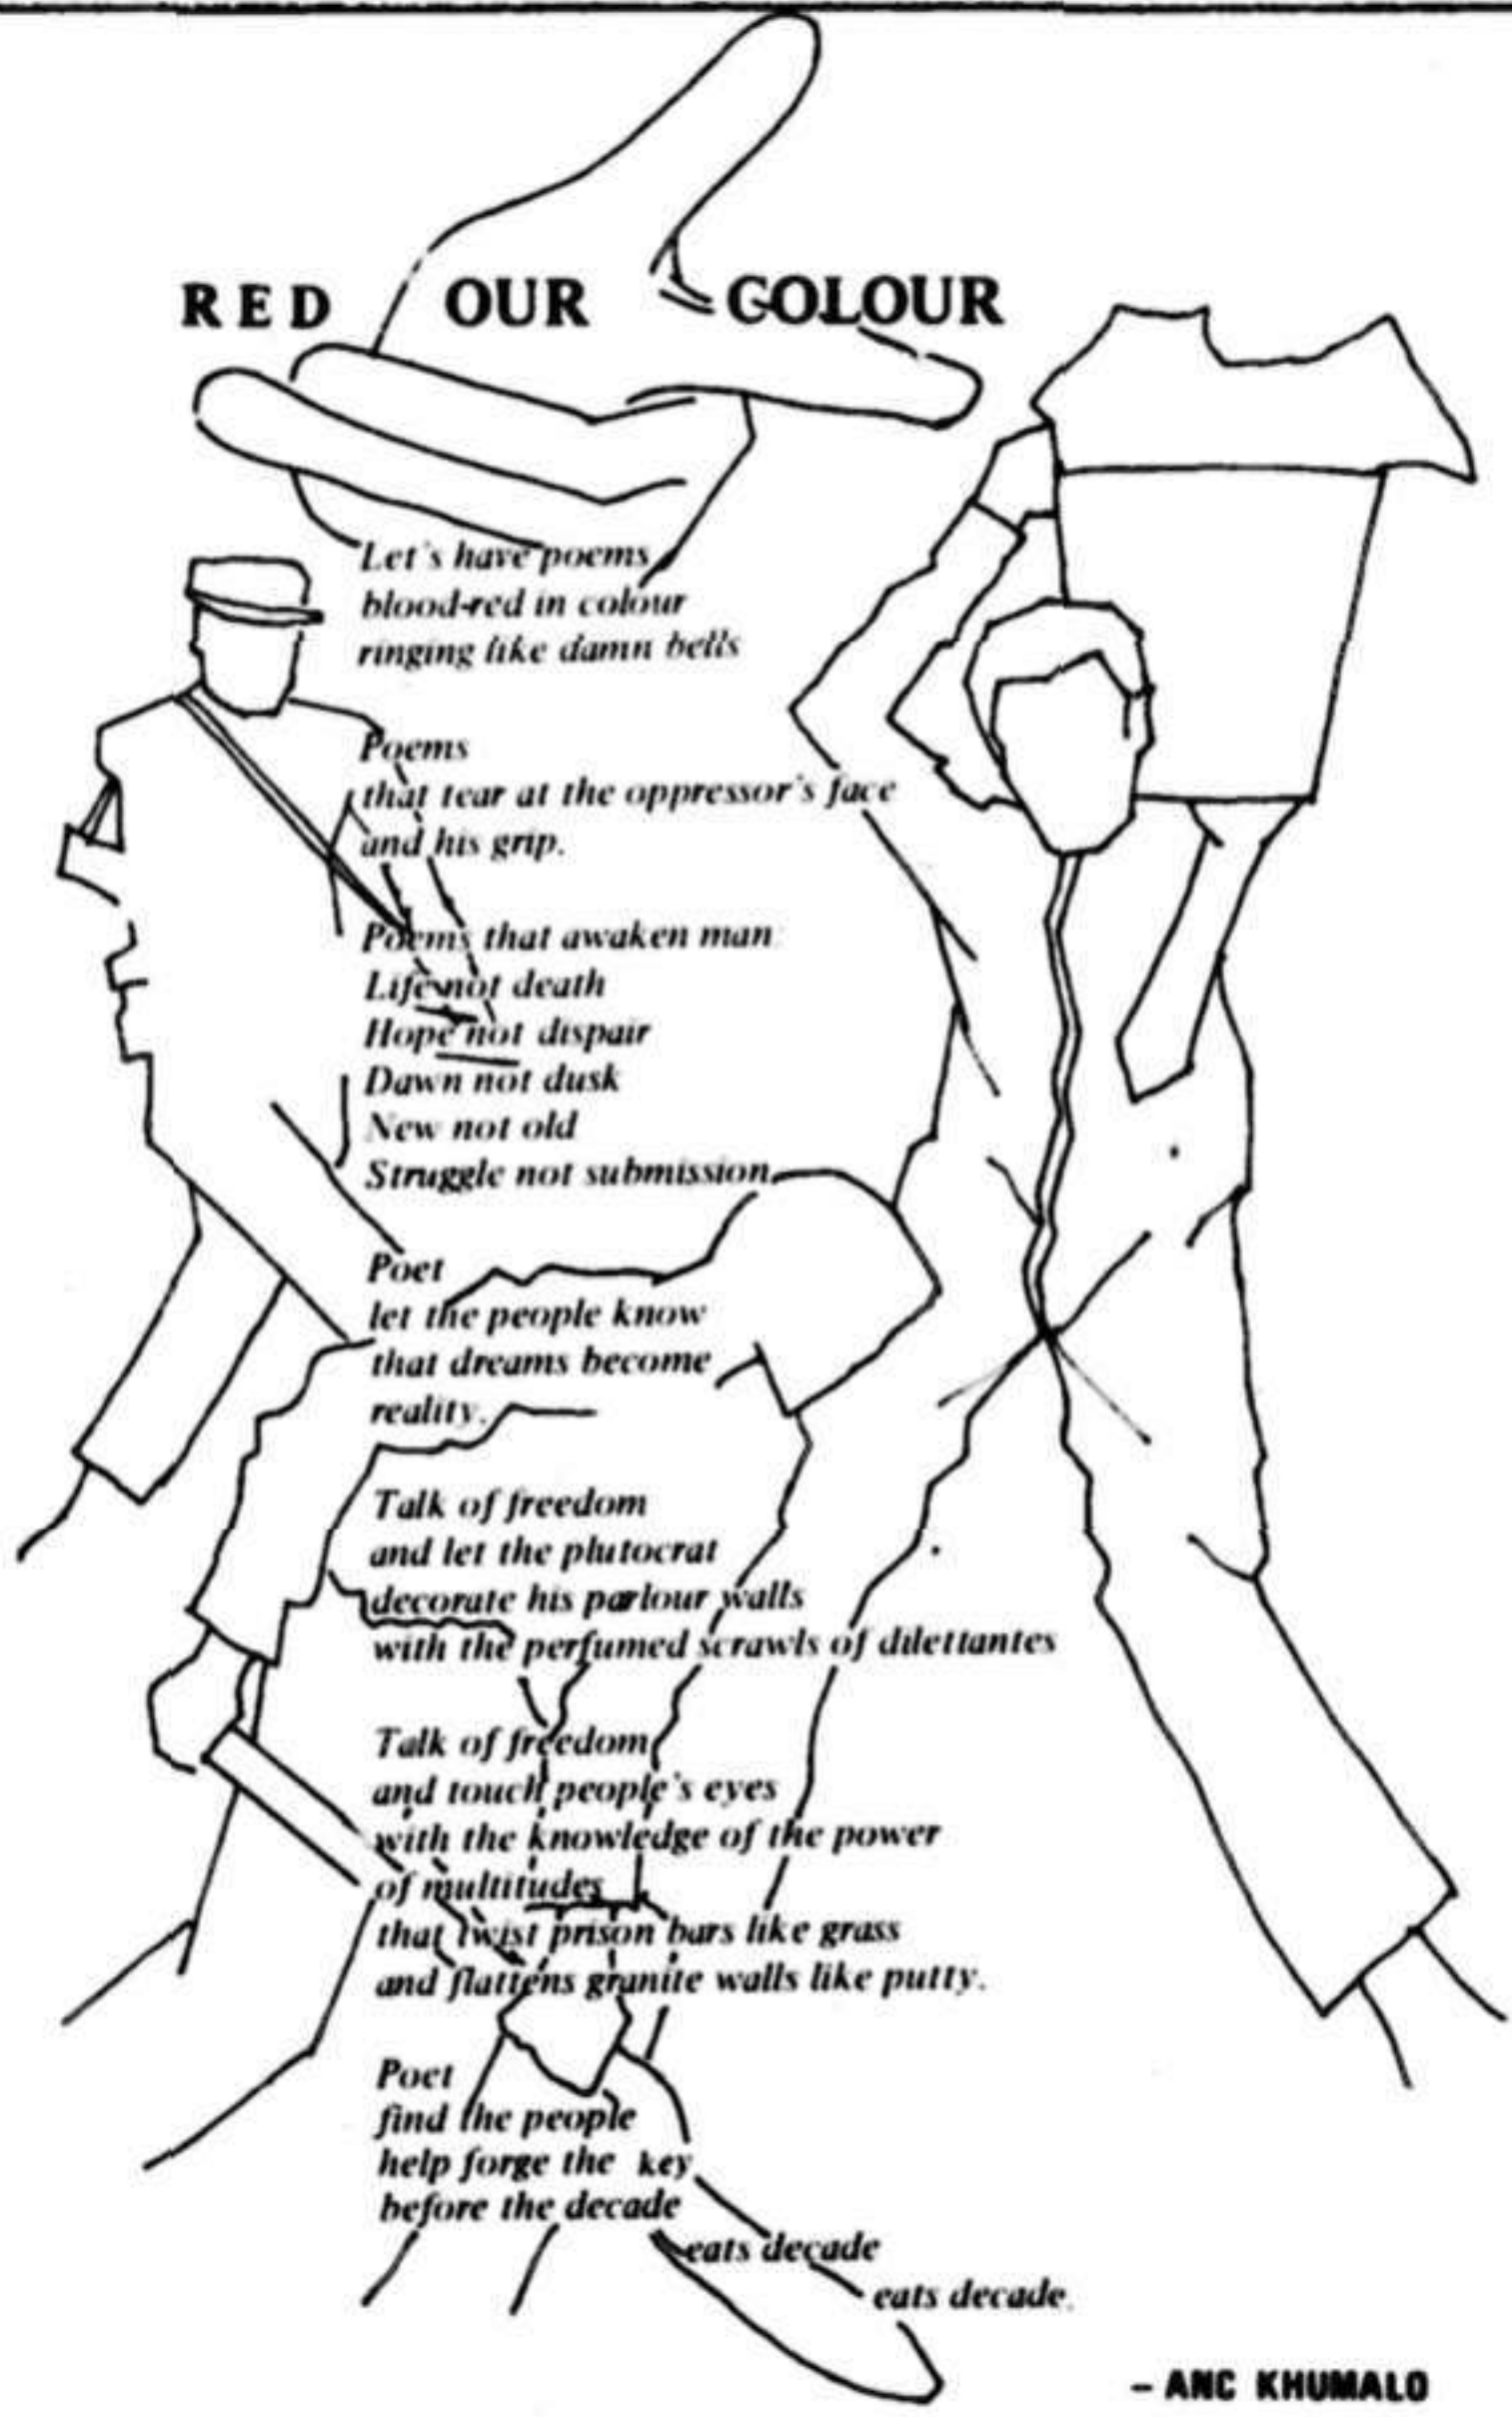 RED OUR COLOUR
Let's have poems
blood-red in colour
ringing like damn bells
Poems
that tear at the oppressor's face
and his grip.
Poems that awaken man
Life not death
Hope not dispair
Dawn not dusk
New not old
Struggle not submission.
Poet
let the people know
that dreams become
reality.
Talk of freedom
and let the plutocrat
decorate his parlour walls
with the perfumed scrawls of dilettantes
Talk of freedom
and touch people's eyes
with the knowledge of the power
of multitudes
that twist prison bars like grass
and flattens granite walls like putty.
Poet
find the people
help forge the key
before the decade
eats decade
eats decade.
– ANC KHUMALO